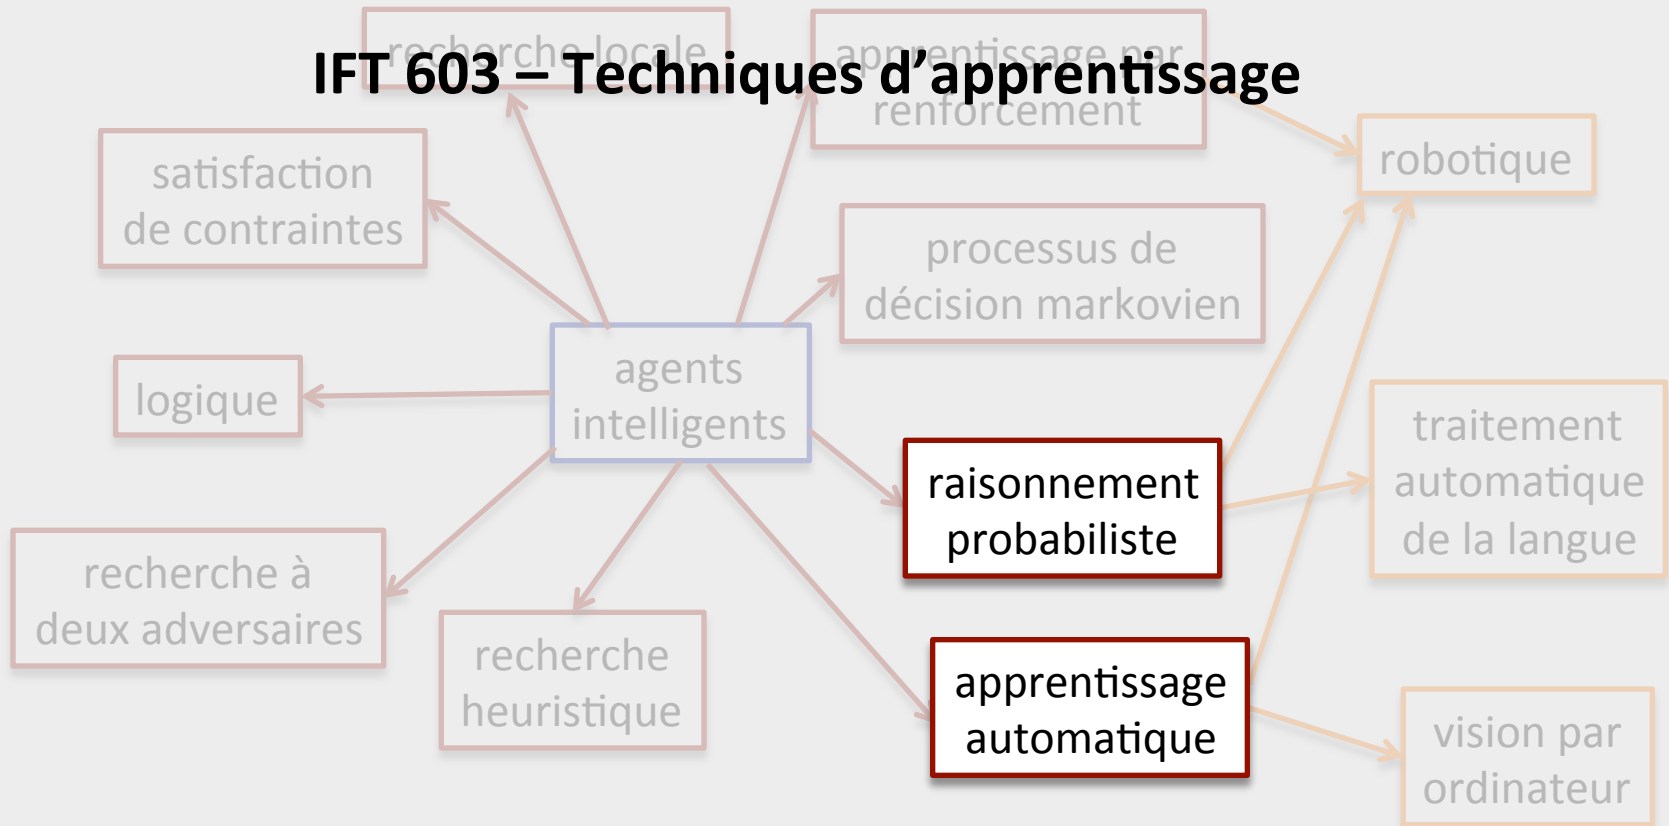 IFT 603 – Techniques d’apprentissage
recherche locale
apprentissage par
renforcement
robotique
satisfaction
de contraintes
processus de
décision markovien
agents
intelligents
logique
traitement
automatique
de la langue
raisonnement
probabiliste
recherche à
deux adversaires
recherche
heuristique
apprentissage
automatique
vision par
ordinateur